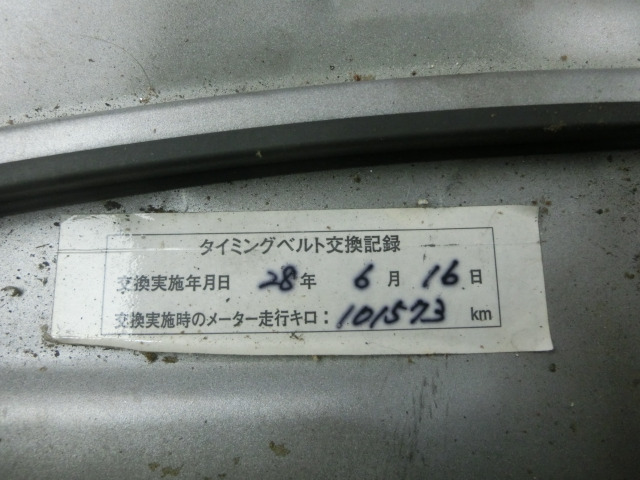 タイミングベルト交換記録
交換実施年月日 28年 6月 16日
交換実施時のメーター走行キロ：101573 km